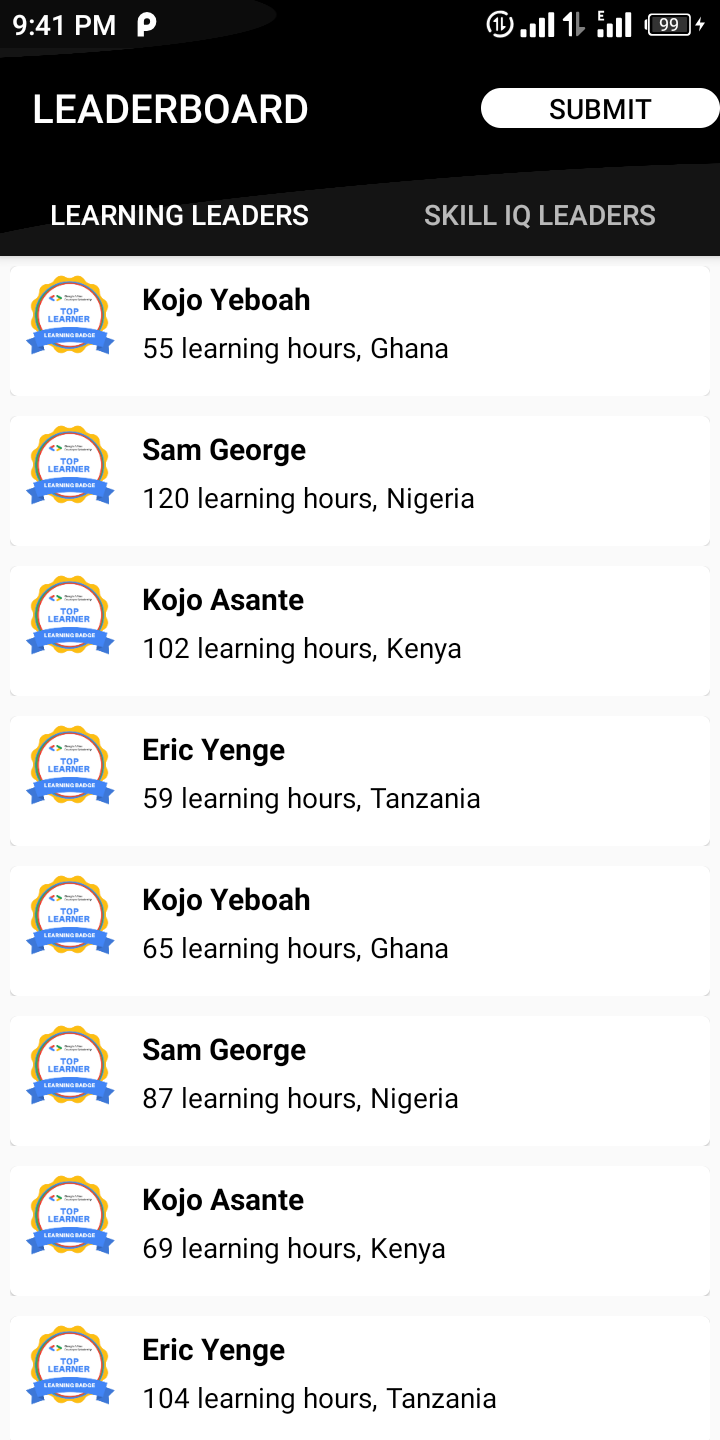 9:41 PM
E
99
LEADERBOARD
SUBMIT
LEARNING LEADERS
SKILL IQ LEADERS
TOP
LEARNER
LEARNING BADGE
Kojo Yeboah
55 learning hours, Ghana
TOP
LEARNER
LEARNING BADGE
Sam George
120 learning hours, Nigeria
TOP
LEARNER
LEARNING BADGE
Kojo Asante
102 learning hours, Kenya
TOP
LEARNER
LEARNING BADGE
Eric Yenge
59 learning hours, Tanzania
TOP
LEARNER
LEARNING BADGE
Kojo Yeboah
65 learning hours, Ghana
TOP
LEARNER
LEARNING BADGE
Sam George
87 learning hours, Nigeria
TOP
LEARNER
LEARNING BADGE
Kojo Asante
69 learning hours, Kenya
TOP
LEARNER
LEARNING BADGE
Eric Yenge
104 learning hours, Tanzania